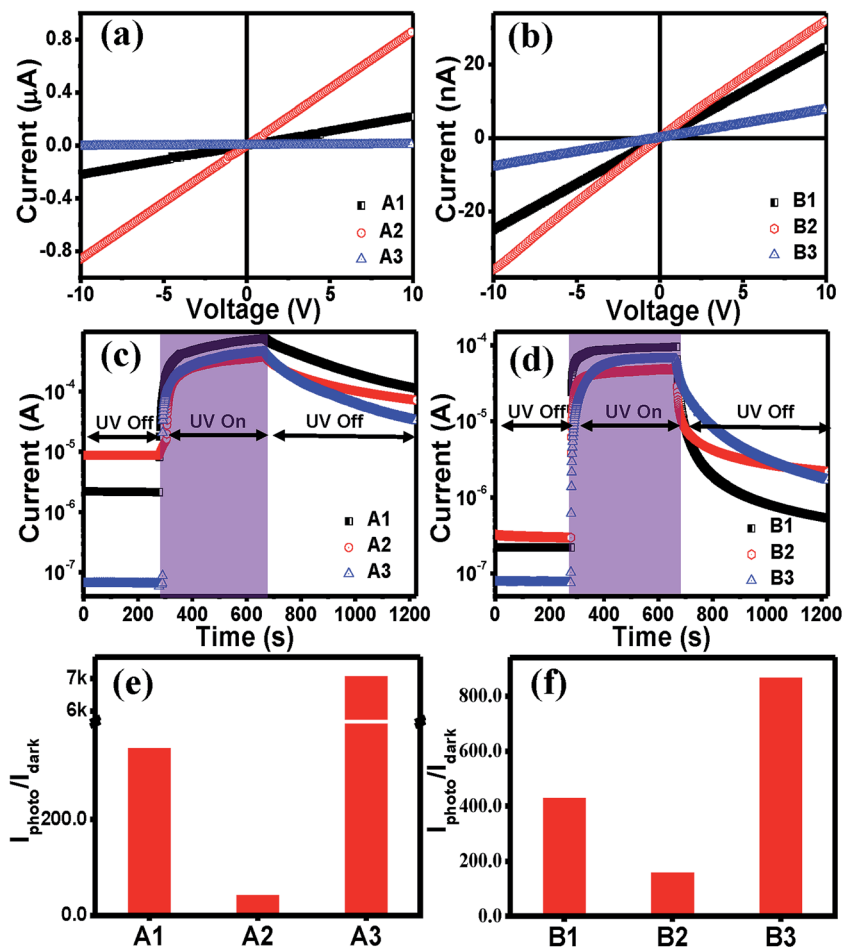 (a)
Current (µA)
0.8
0.4
0.0
-0.4
-0.8
A1
A2
A3
-10 -5 0 5 10
Voltage (V)
(b)
Current (nA)
20
0
-20
B1
B2
B3
-10 -5 0 5 10
Voltage (V)
(c)
Current (A)
10⁻⁴
10⁻⁵
10⁻⁶
10⁻⁷
UV Off UV On UV Off
A1
A2
A3
0 200 400 600 800 1000 1200
Time (s)
(d)
Current (A)
10⁻⁴
10⁻⁵
10⁻⁶
10⁻⁷
UV Off UV On UV Off
B1
B2
B3
0 200 400 600 800 1000 1200
Time (s)
(e)
Iphoto/Idark
7k
6k
200.0
0.0
A1 A2 A3
(f)
Iphoto/Idark
800.0
600.0
400.0
200.0
0.0
B1 B2 B3